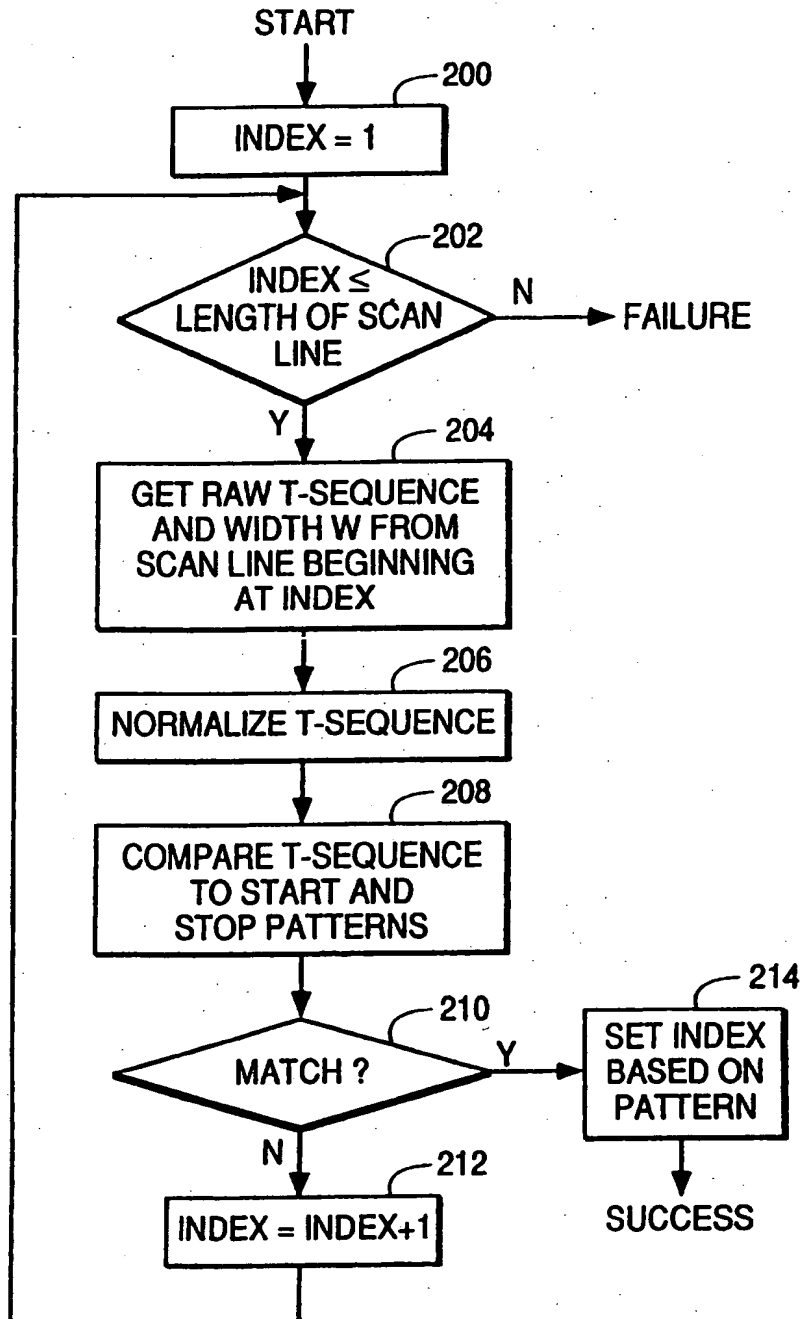 START
200
INDEX = 1
202
INDEX ≤
LENGTH OF SCAN
LINE
N
FAILURE
Y
204
GET RAW T-SEQUENCE
AND WIDTH W FROM
SCAN LINE BEGINNING
AT INDEX
206
NORMALIZE T-SEQUENCE
208
COMPARE T-SEQUENCE
TO START AND
STOP PATTERNS
210
MATCH ?
Y
214
SET INDEX
BASED ON
PATTERN
SUCCESS
N
212
INDEX = INDEX+1